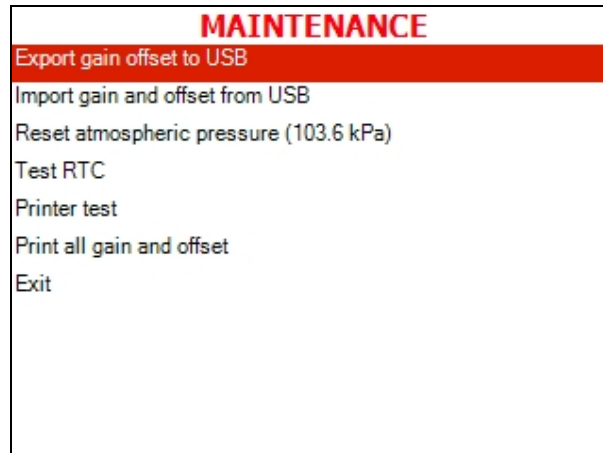 MAINTENANCE
Export gain offset to USB
Import gain and offset from USB
Reset atmospheric pressure (103.6 kPa)
Test RTC
Printer test
Print all gain and offset
Exit